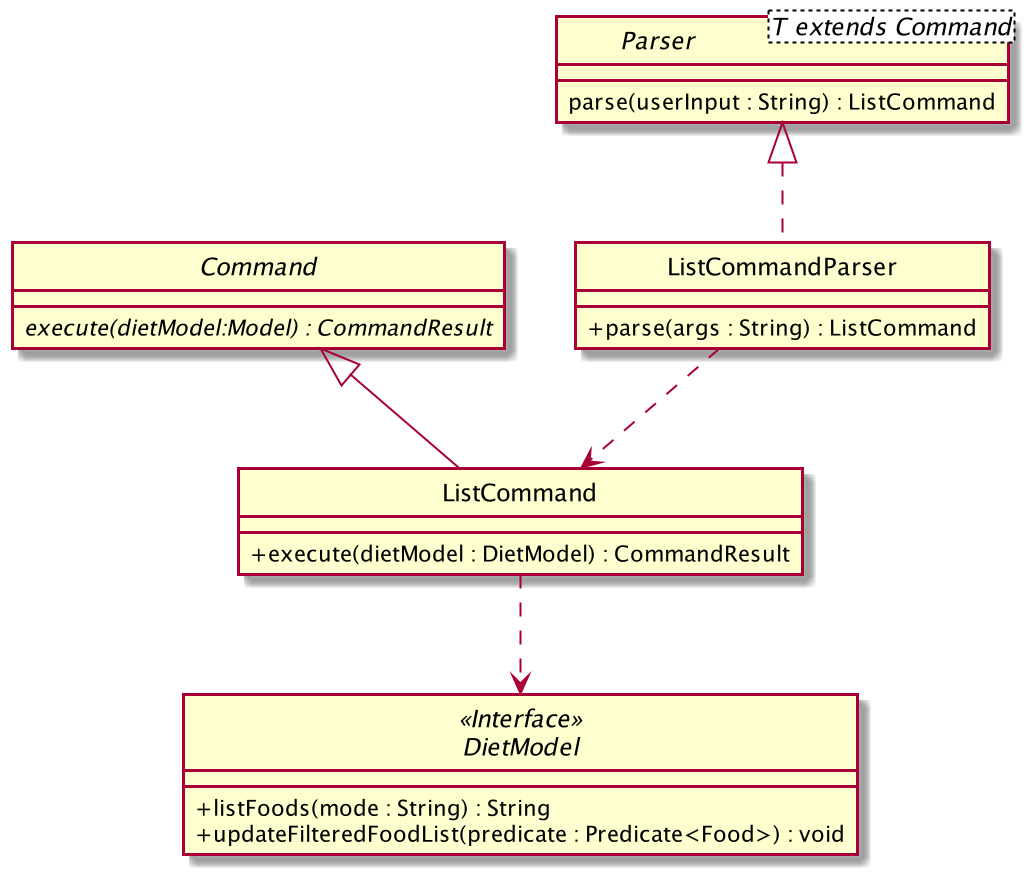 T extends Command
Parser
parse(userInput : String) : ListCommand
Command
execute(dietModel:Model) : CommandResult
ListCommandParser
+parse(args : String) : ListCommand
ListCommand
+execute(dietModel : DietModel) : CommandResult
«Interface»
DietModel
+listFoods(mode : String) : String
+updateFilteredFoodList(predicate : Predicate<Food>) : void